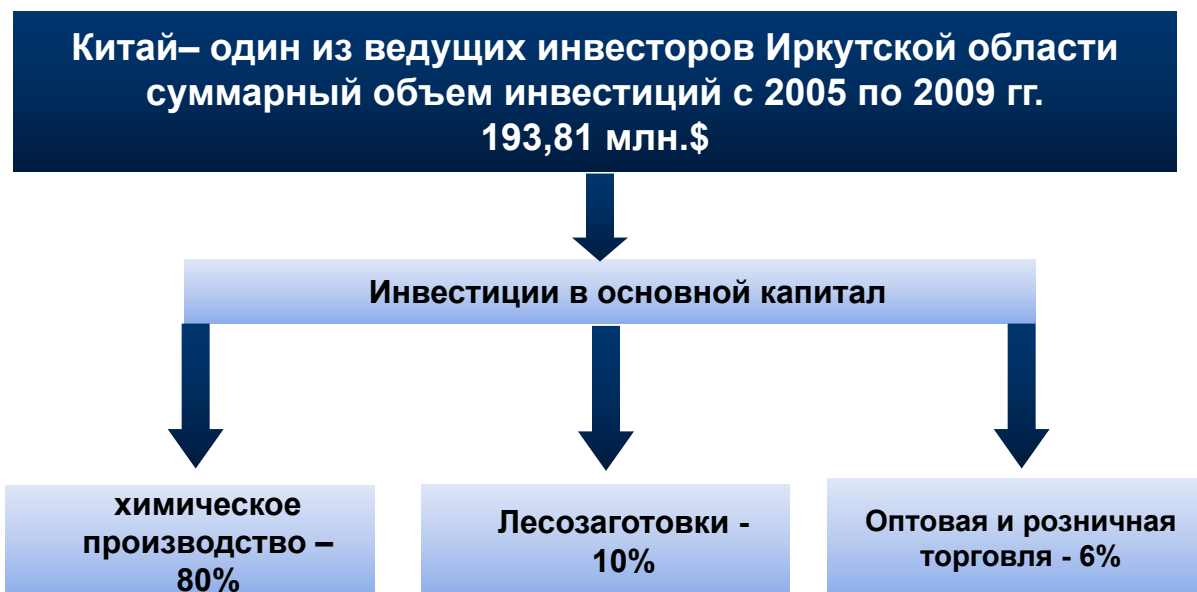 Китай– один из ведущих инвесторов Иркутской области
суммарный объем инвестиций с 2005 по 2009 гг.
193,81 млн.$
Инвестиции в основной капитал
химическое
производство –
80%
Лесозаготовки -
10%
Оптовая и розничная
торговля - 6%